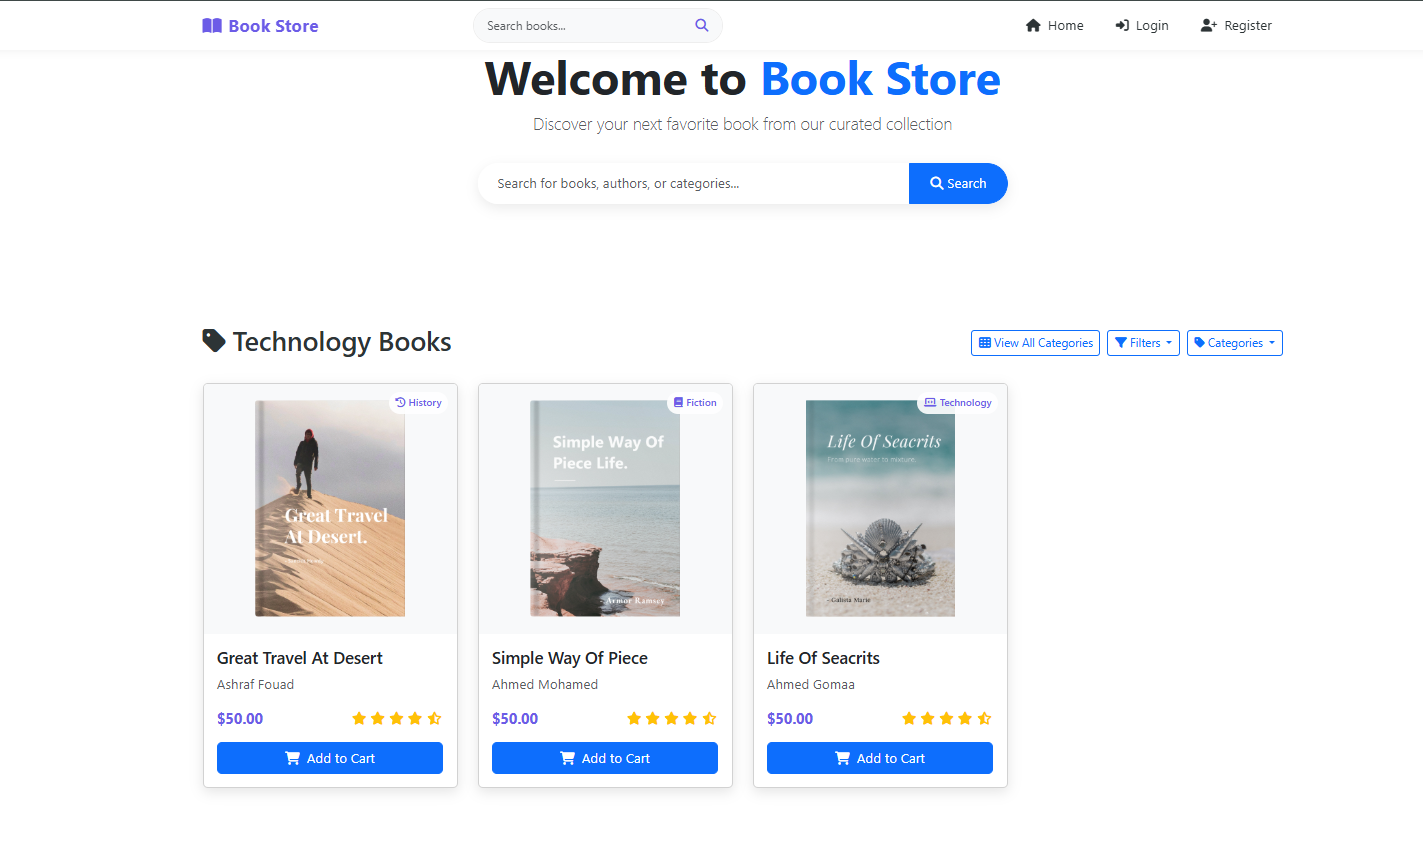 Book Store
Search books...
Home
Login
Register
Welcome to Book Store
Discover your next favorite book from our curated collection
Search for books, authors, or categories...
Search
Technology Books
View All Categories
Filters
Categories
History
Great Travel
At Desert.
Great Travel At Desert
Ashraf Fouad
$50.00
Add to Cart
Fiction
Simple Way Of
Piece Life.
Armor Ramsey
Simple Way Of Piece
Ahmed Mohamed
$50.00
Add to Cart
Technology
Life Of Seacrits
From pure water to mixture.
- Galista Marie
Life Of Seacrits
Ahmed Gomaa
$50.00
Add to Cart